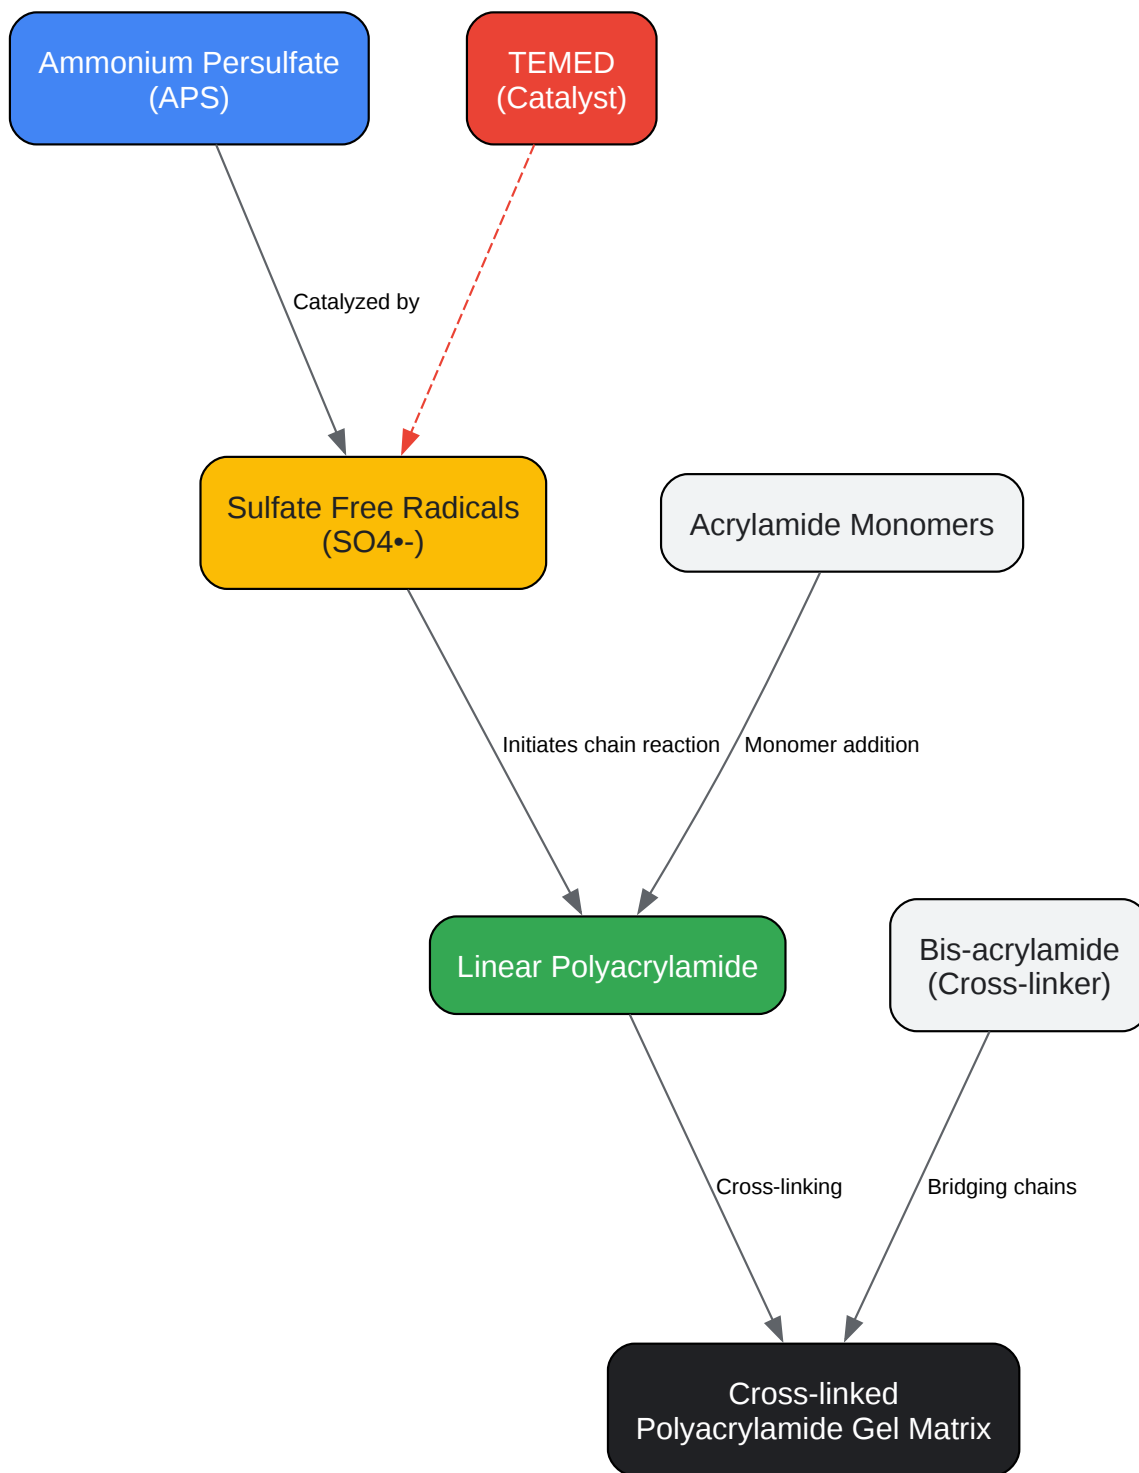 Ammonium Persulfate
(APS)
TEMED
(Catalyst)
Catalyzed by
Sulfate Free Radicals
(SO4•-)
Acrylamide Monomers
Initiates chain reaction
Monomer addition
Linear Polyacrylamide
Bis-acrylamide
(Cross-linker)
Cross-linking
Bridging chains
Cross-linked
Polyacrylamide Gel Matrix